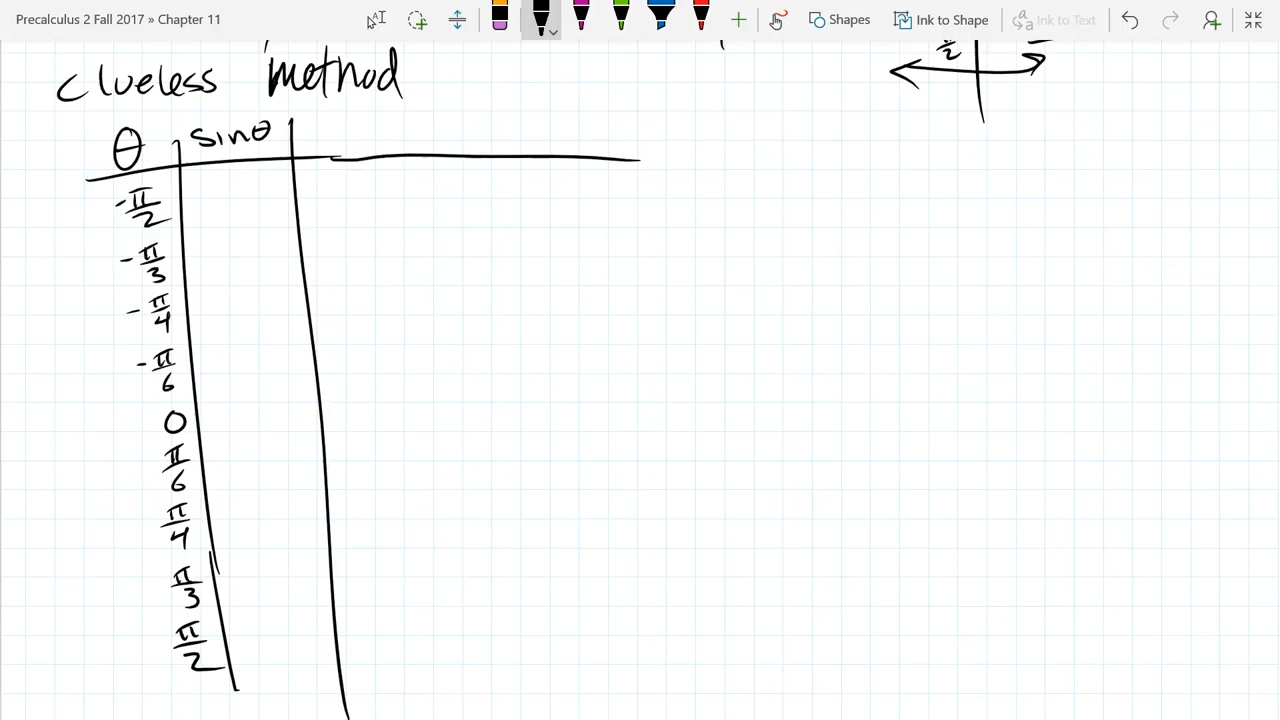 Precalculus 2 Fall 2017 » Chapter 11
Shapes
Ink to Shape
Ink to Text
π/2
clueless method
θ sinθ
-π/2
-π/3
-π/4
-π/6
0
π/6
π/4
π/3
π/2